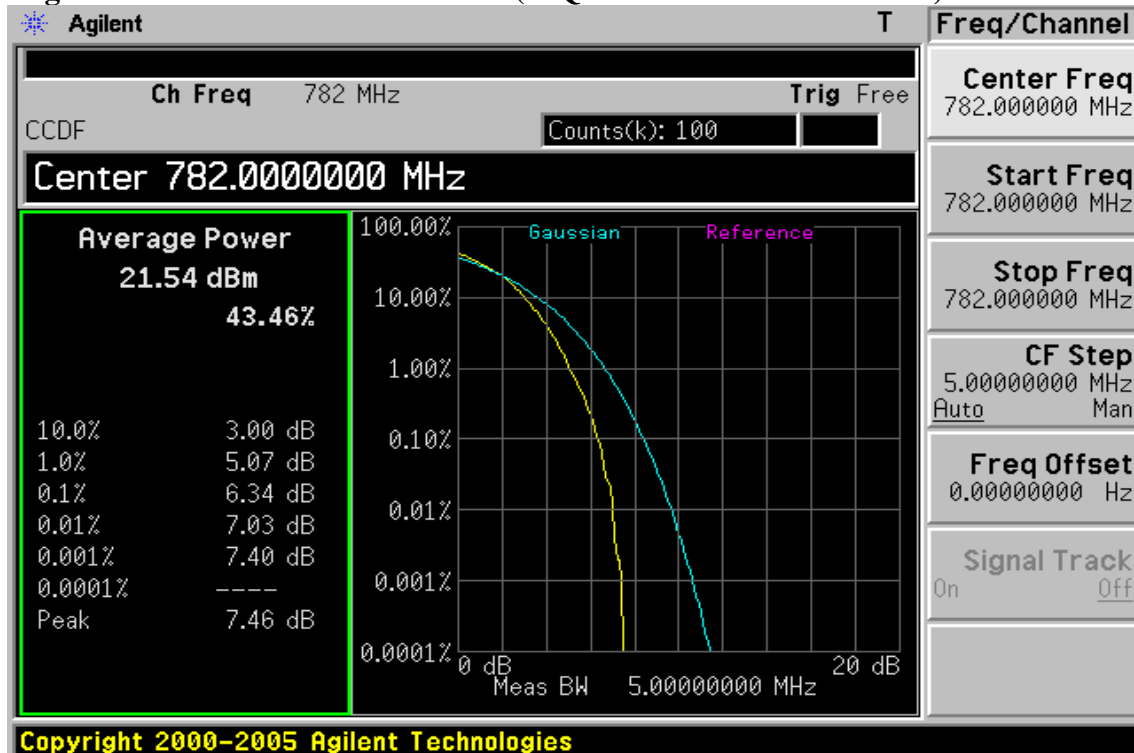 Agilent T
Freq/Channel
Ch Freq 782 MHz Trig Free
CCDF Counts(k): 100
Center 782.0000000 MHz
Average Power
21.54 dBm
43.46%
10.0% 3.00 dB
1.0% 5.07 dB
0.1% 6.34 dB
0.01% 7.03 dB
0.001% 7.40 dB
0.0001% ----
Peak 7.46 dB
Gaussian Reference
100.00%
10.00%
1.00%
0.10%
0.01%
0.001%
0.0001%
0 dB 20 dB
Meas BW 5.00000000 MHz
Center Freq
782.000000 MHz
Start Freq
782.000000 MHz
Stop Freq
782.000000 MHz
CF Step
5.00000000 MHz
Auto Man
Freq Offset
0.00000000 Hz
Signal Track
On Off
Copyright 2000-2005 Agilent Technologies